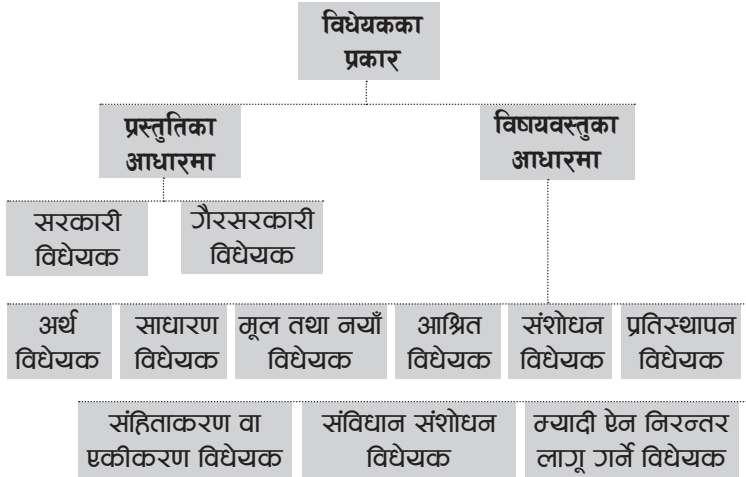 विधेयकका
प्रकार
प्रस्तुतिका
आधारमा
विषयवस्तुका
आधारमा
सरकारी
विधेयक
गैरसरकारी
विधेयक
अर्थ
विधेयक
साधारण
विधेयक
मूल तथा नयाँ
विधेयक
आश्रित
विधेयक
संशोधन
विधेयक
प्रतिस्थापन
विधेयक
संहिताकरण वा
एकीकरण विधेयक
संविधान संशोधन
विधेयक
म्यादी ऐन निरन्तर
लागू गर्ने विधेयक